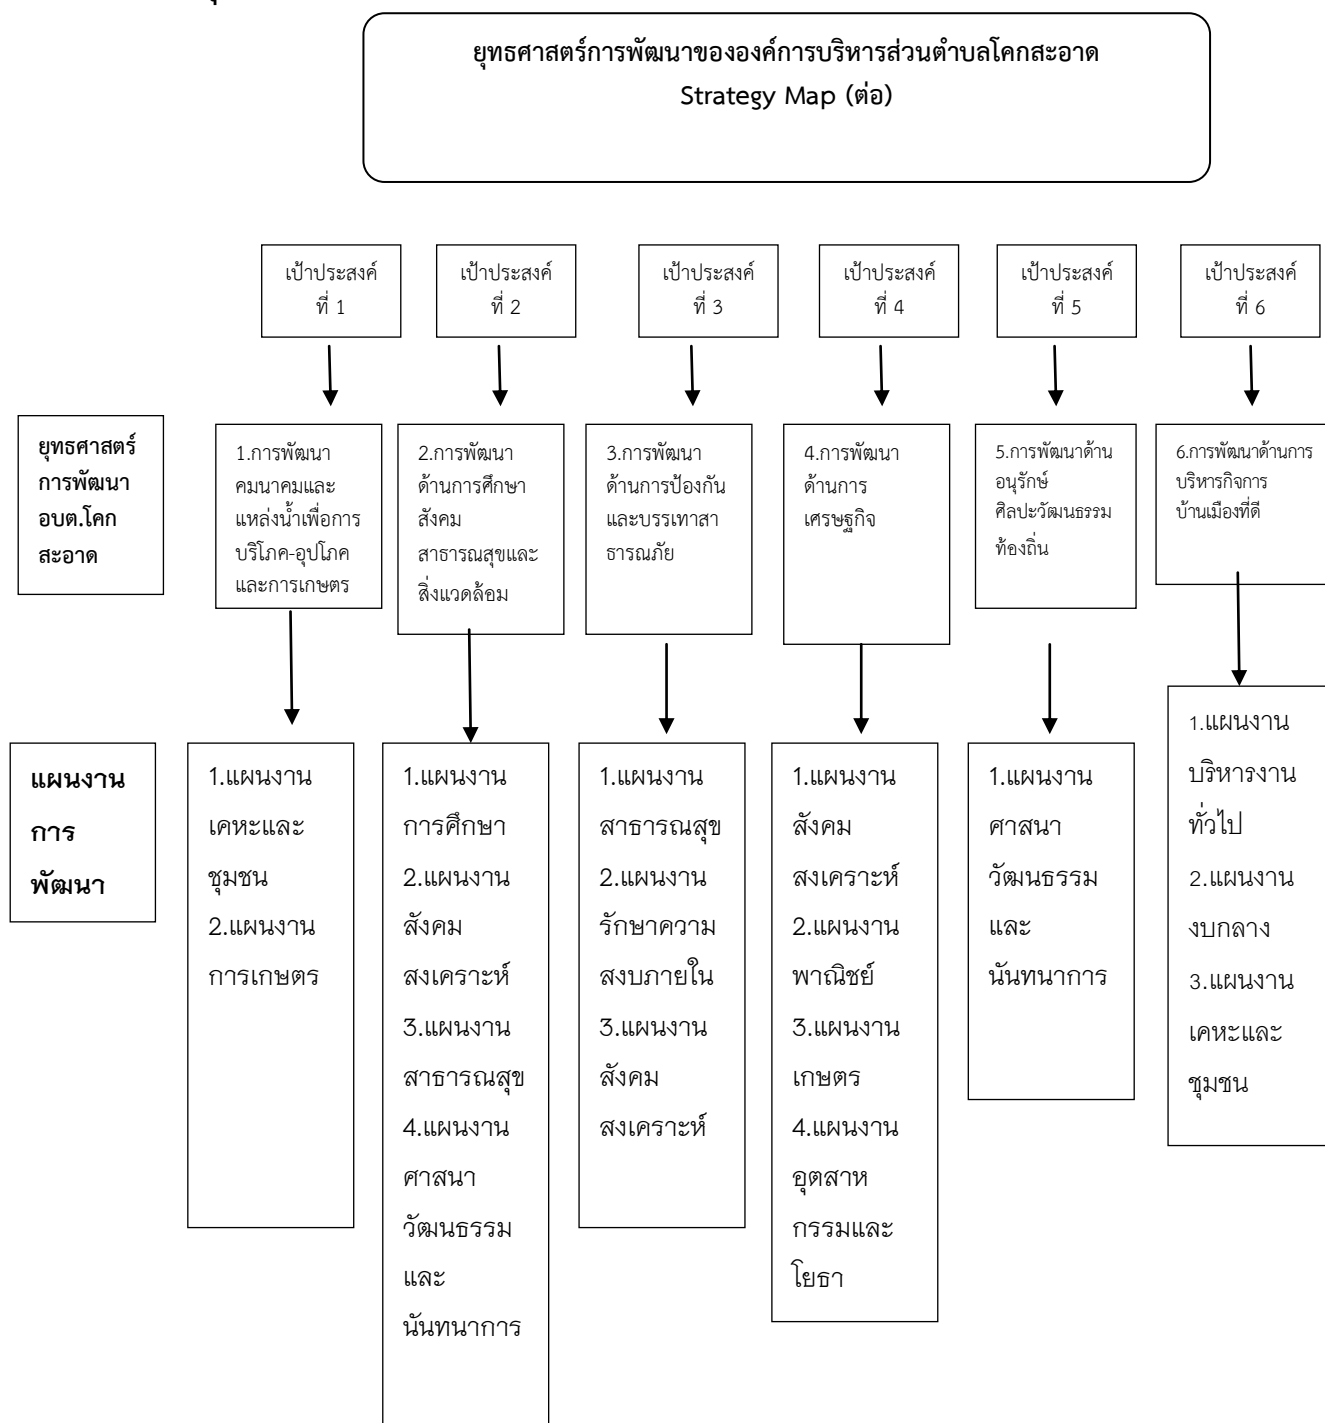 ยุทธศาสตร์การพัฒนาขององค์การบริหารส่วนตำบลโคกสะอาด
Strategy Map (ต่อ)
เป้าประสงค์
ที่ 1
เป้าประสงค์
ที่ 2
เป้าประสงค์
ที่ 3
เป้าประสงค์
ที่ 4
เป้าประสงค์
ที่ 5
เป้าประสงค์
ที่ 6
ยุทธศาสตร์
การพัฒนา
อบต.โคก
สะอาด
1.การพัฒนา
คมนาคมและ
แหล่งน้ำเพื่อการ
บริโภค-อุปโภค
และการเกษตร
2.การพัฒนา
ด้านการศึกษา
สังคม
สาธารณสุขและ
สิ่งแวดล้อม
3.การพัฒนา
ด้านการป้องกัน
และบรรเทาสา
ธารณภัย
4.การพัฒนา
ด้านการ
เศรษฐกิจ
5.การพัฒนาด้าน
อนุรักษ์
ศิลปะวัฒนธรรม
ท้องถิ่น
6.การพัฒนาด้านการ
บริหารกิจการ
บ้านเมืองที่ดี
แผนงาน
การ
พัฒนา
1.แผนงาน
เคหะและ
ชุมชน
2.แผนงาน
การเกษตร
1.แผนงาน
การศึกษา
2.แผนงาน
สังคม
สงเคราะห์
3.แผนงาน
สาธารณสุข
4.แผนงาน
ศาสนา
วัฒนธรรม
และ
นันทนาการ
1.แผนงาน
สาธารณสุข
2.แผนงาน
รักษาความ
สงบภายใน
3.แผนงาน
สังคม
สงเคราะห์
1.แผนงาน
สังคม
สงเคราะห์
2.แผนงาน
พาณิชย์
3.แผนงาน
เกษตร
4.แผนงาน
อุตสาห
กรรมและ
โยธา
1.แผนงาน
ศาสนา
วัฒนธรรม
และ
นันทนาการ
1.แผนงาน
บริหารงาน
ทั่วไป
2.แผนงาน
งบกลาง
3.แผนงาน
เคหะและ
ชุมชน